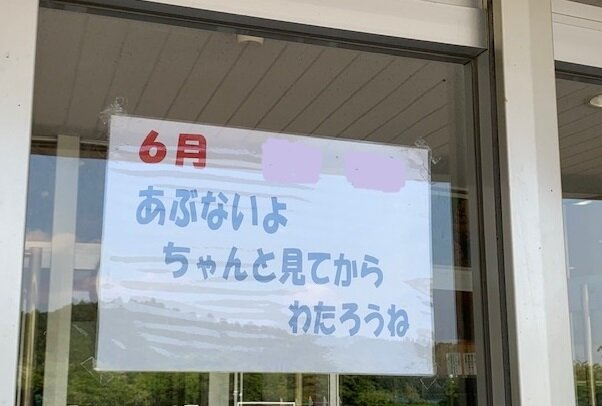 6月
あぶないよ
ちゃんと見てから
わたろうね